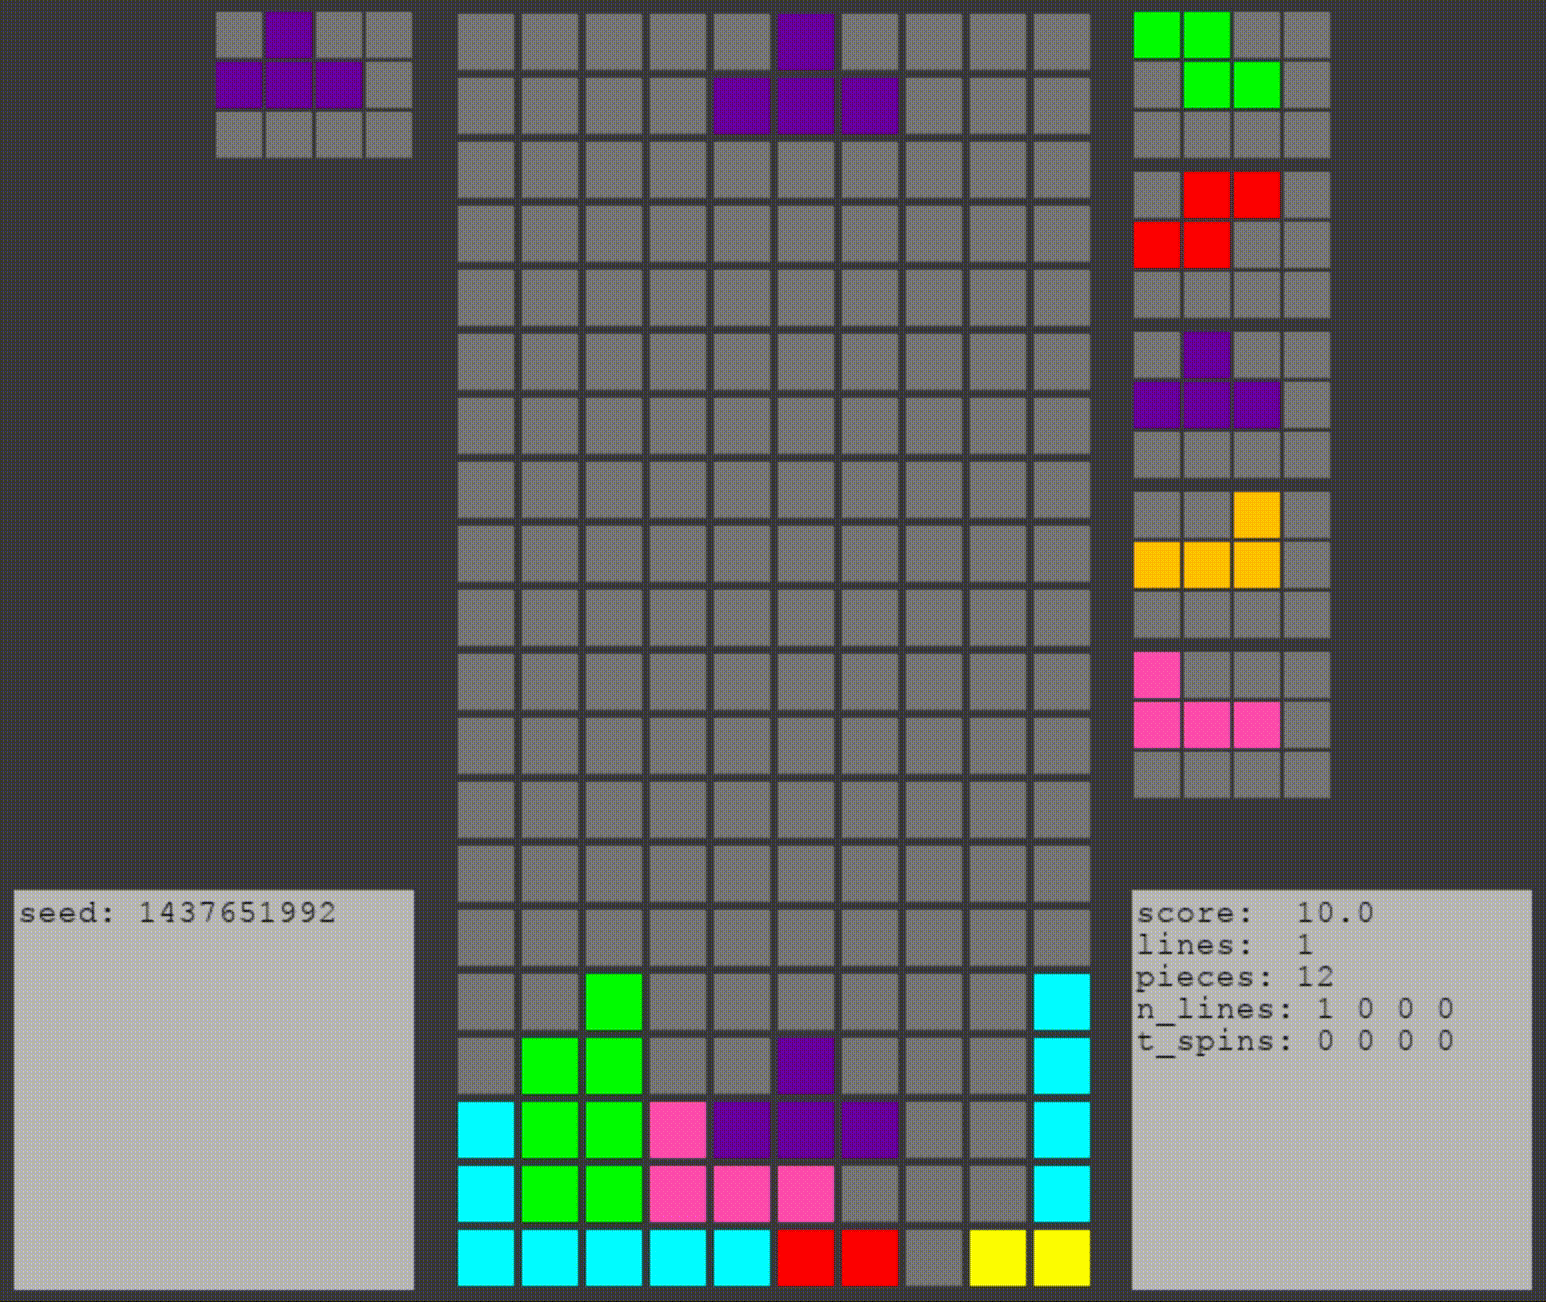 seed: 1437651992
score:  10.0
lines:  1
pieces: 12
n_lines: 1 0 0 0
t_spins: 0 0 0 0